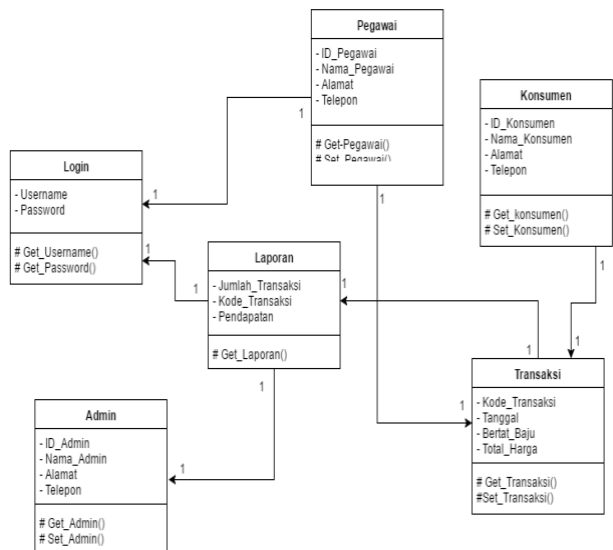 Pegawai
- ID_Pegawai
- Nama_Pegawai
- Alamat
- Telepon
# Get-Pegawai()
# Set_Pegawai()
1
1
Konsumen
- ID_Konsumen
- Nama_Konsumen
- Alamat
- Telepon
# Get_konsumen()
# Set_Konsumen()
1
Login
- Username
- Password
# Get_Username()
# Get_Password()
1
1
Laporan
- Jumlah_Transaksi
- Kode_Transaksi
- Pendapatan
# Get_Laporan()
1
1
1
Transaksi
- Kode_Transaksi
- Tanggal
- Bertat_Baju
- Total_Harga
# Get_Transaksi()
#Set_Transaksi()
1
1
1
Admin
- ID_Admin
- Nama_Admin
- Alamat
- Telepon
# Get_Admin()
# Set_Admin()
1